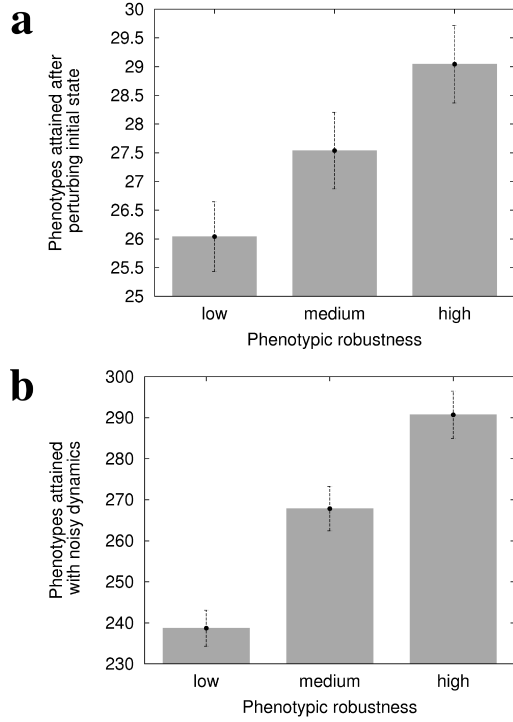 a
Phenotypes attained after
perturbing initial state
30
29.5
29
28.5
28
27.5
27
26.5
26
25.5
25
low medium high
Phenotypic robustness
b
Phenotypes attained
with noisy dynamics
300
290
280
270
260
250
240
230
low medium high
Phenotypic robustness